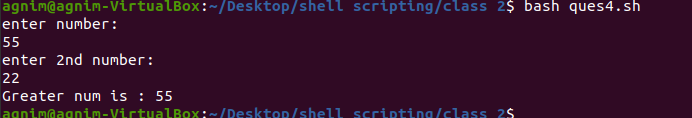 agnim@agnim-VirtualBox:~/Desktop/shell scripting/class 2$ bash ques4.sh
enter number:
55
enter 2nd number:
22
Greater num is : 55
agnim@agnim-VirtualBox:~/Desktop/shell scripting/class 2$